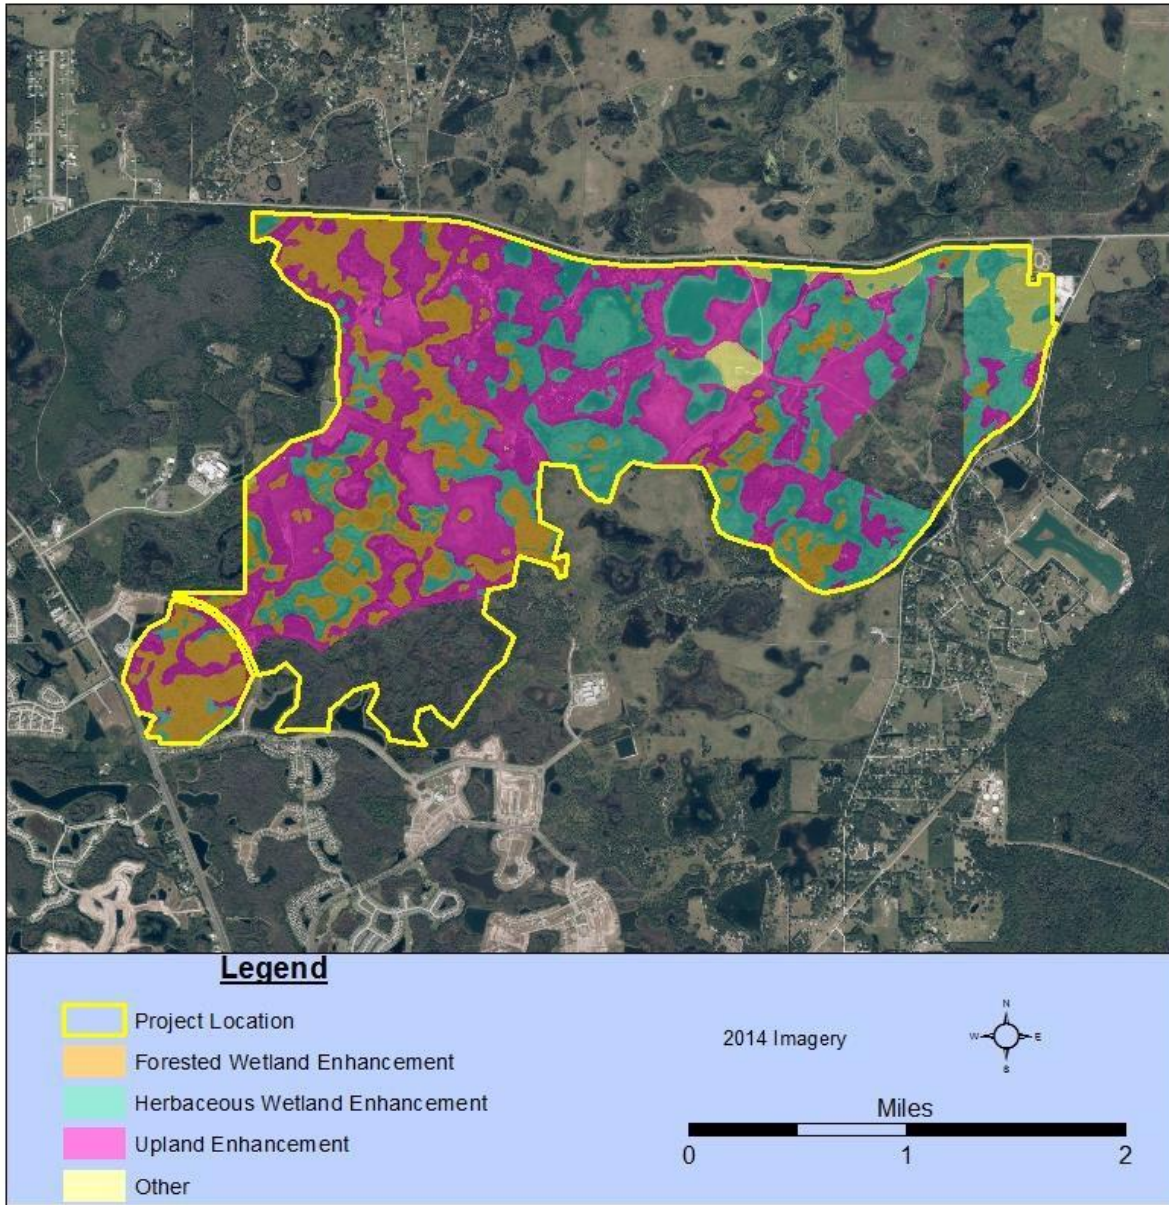 Legend
Project Location
Forested Wetland Enhancement
Herbaceous Wetland Enhancement
Upland Enhancement
Other
2014 Imagery
N
W E
S
Miles
0 1 2